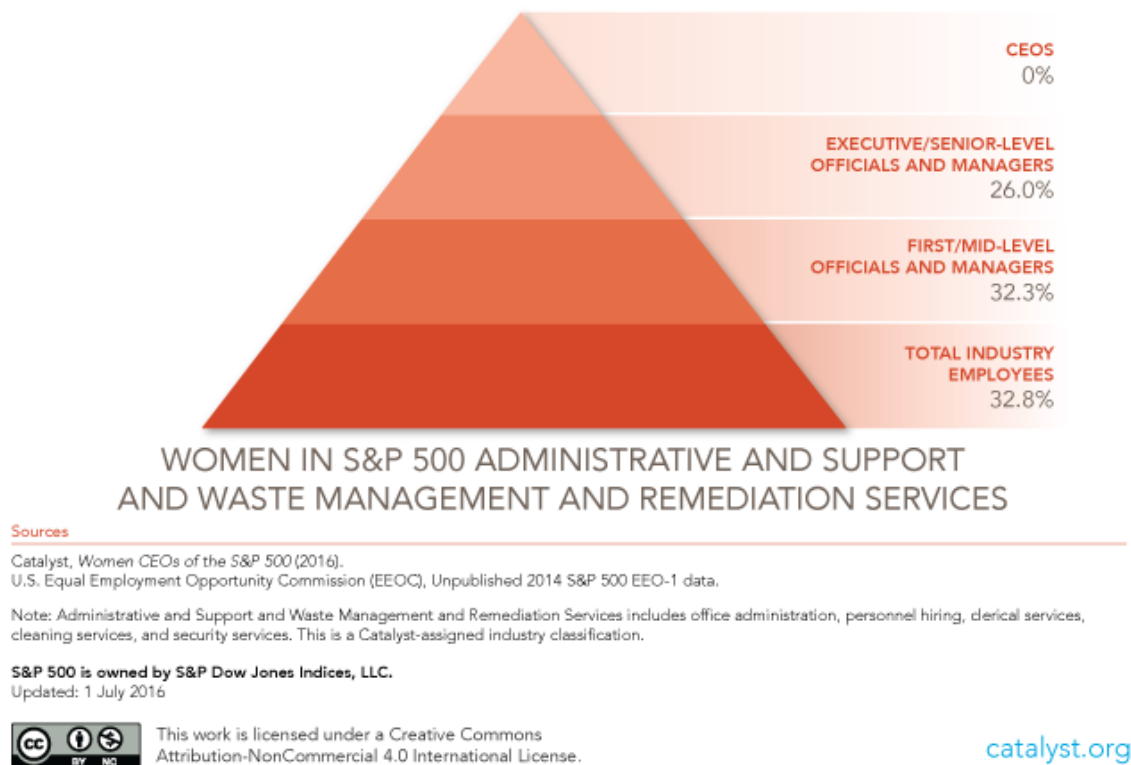 CEOS
0%
EXECUTIVE/SENIOR-LEVEL
OFFICIALS AND MANAGERS
26.0%
FIRST/MID-LEVEL
OFFICIALS AND MANAGERS
32.3%
TOTAL INDUSTRY
EMPLOYEES
32.8%
WOMEN IN S&P 500 ADMINISTRATIVE AND SUPPORT
AND WASTE MANAGEMENT AND REMEDIATION SERVICES
Sources
Catalyst, Women CEOs of the S&P 500 (2016).
U.S. Equal Employment Opportunity Commission (EEOC), Unpublished 2014 S&P 500 EEO-1 data.
Note: Administrative and Support and Waste Management and Remediation Services includes office administration, personnel hiring, clerical services,
cleaning services, and security services. This is a Catalyst-assigned industry classification.
S&P 500 is owned by S&P Dow Jones Indices, LLC.
Updated: 1 July 2016
cc
BY NC
This work is licensed under a Creative Commons
Attribution-NonCommercial 4.0 International License.
catalyst.org